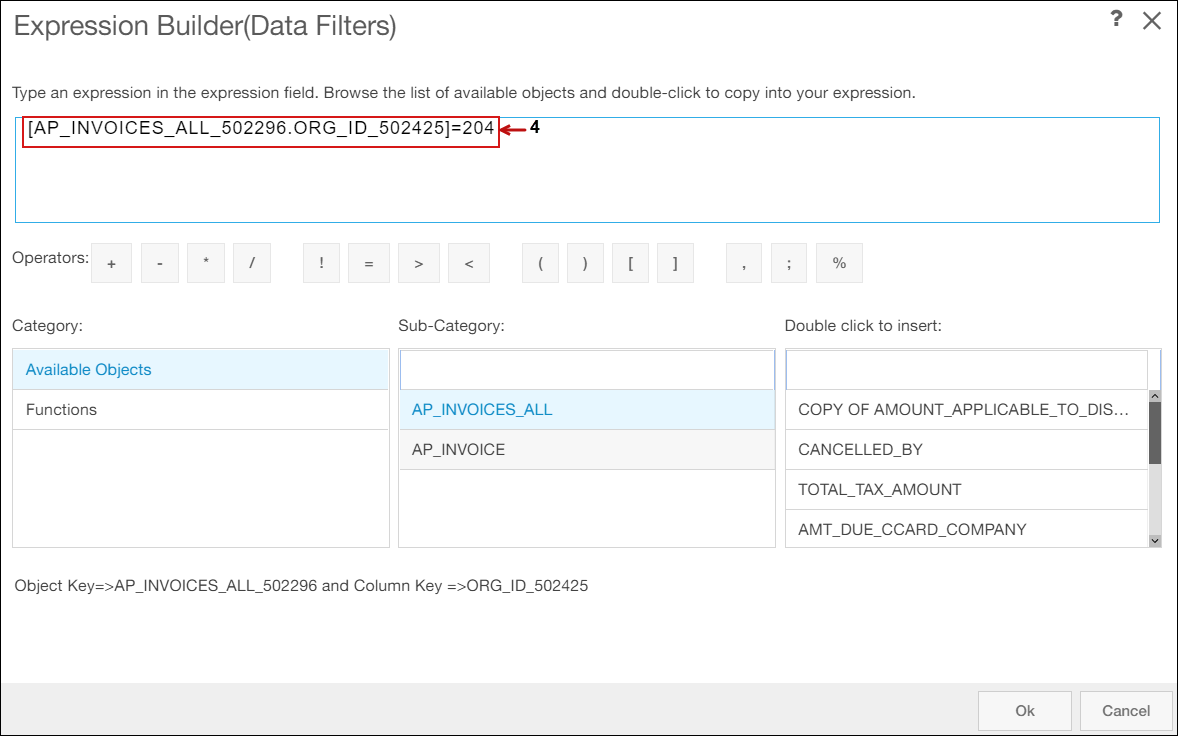 Expression Builder(Data Filters)
?
Type an expression in the expression field. Browse the list of available objects and double-click to copy into your expression.
[AP_INVOICES_ALL_502296.ORG_ID_502425]=204
4
Operators: + - * / ! = > < ( ) [ ] , ; %
Category: Sub-Category: Double click to insert:
Available Objects
Functions
AP_INVOICES_ALL
AP_INVOICE
COPY OF AMOUNT_APPLICABLE_TO_DIS...
CANCELLED_BY
TOTAL_TAX_AMOUNT
AMT_DUE_CCARD_COMPANY
Object Key=>AP_INVOICES_ALL_502296 and Column Key =>ORG_ID_502425
Ok Cancel